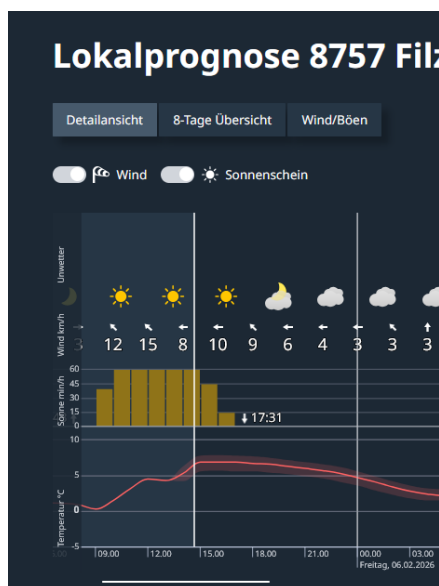 Lokalprognose 8757 Filz
Detailansicht 8-Tage Übersicht Wind/Böen
Wind Sonnenschein
Unwetter
Wind km/h
3 12 15 8 10 9 6 4 3 3 3
Sonne min/h
60
45
30
15
0
17:31
Temperatur °C
10
5
0
-5
09.00 12.00 15.00 18.00 21.00 00.00 03.00
Freitag, 06.02.2026